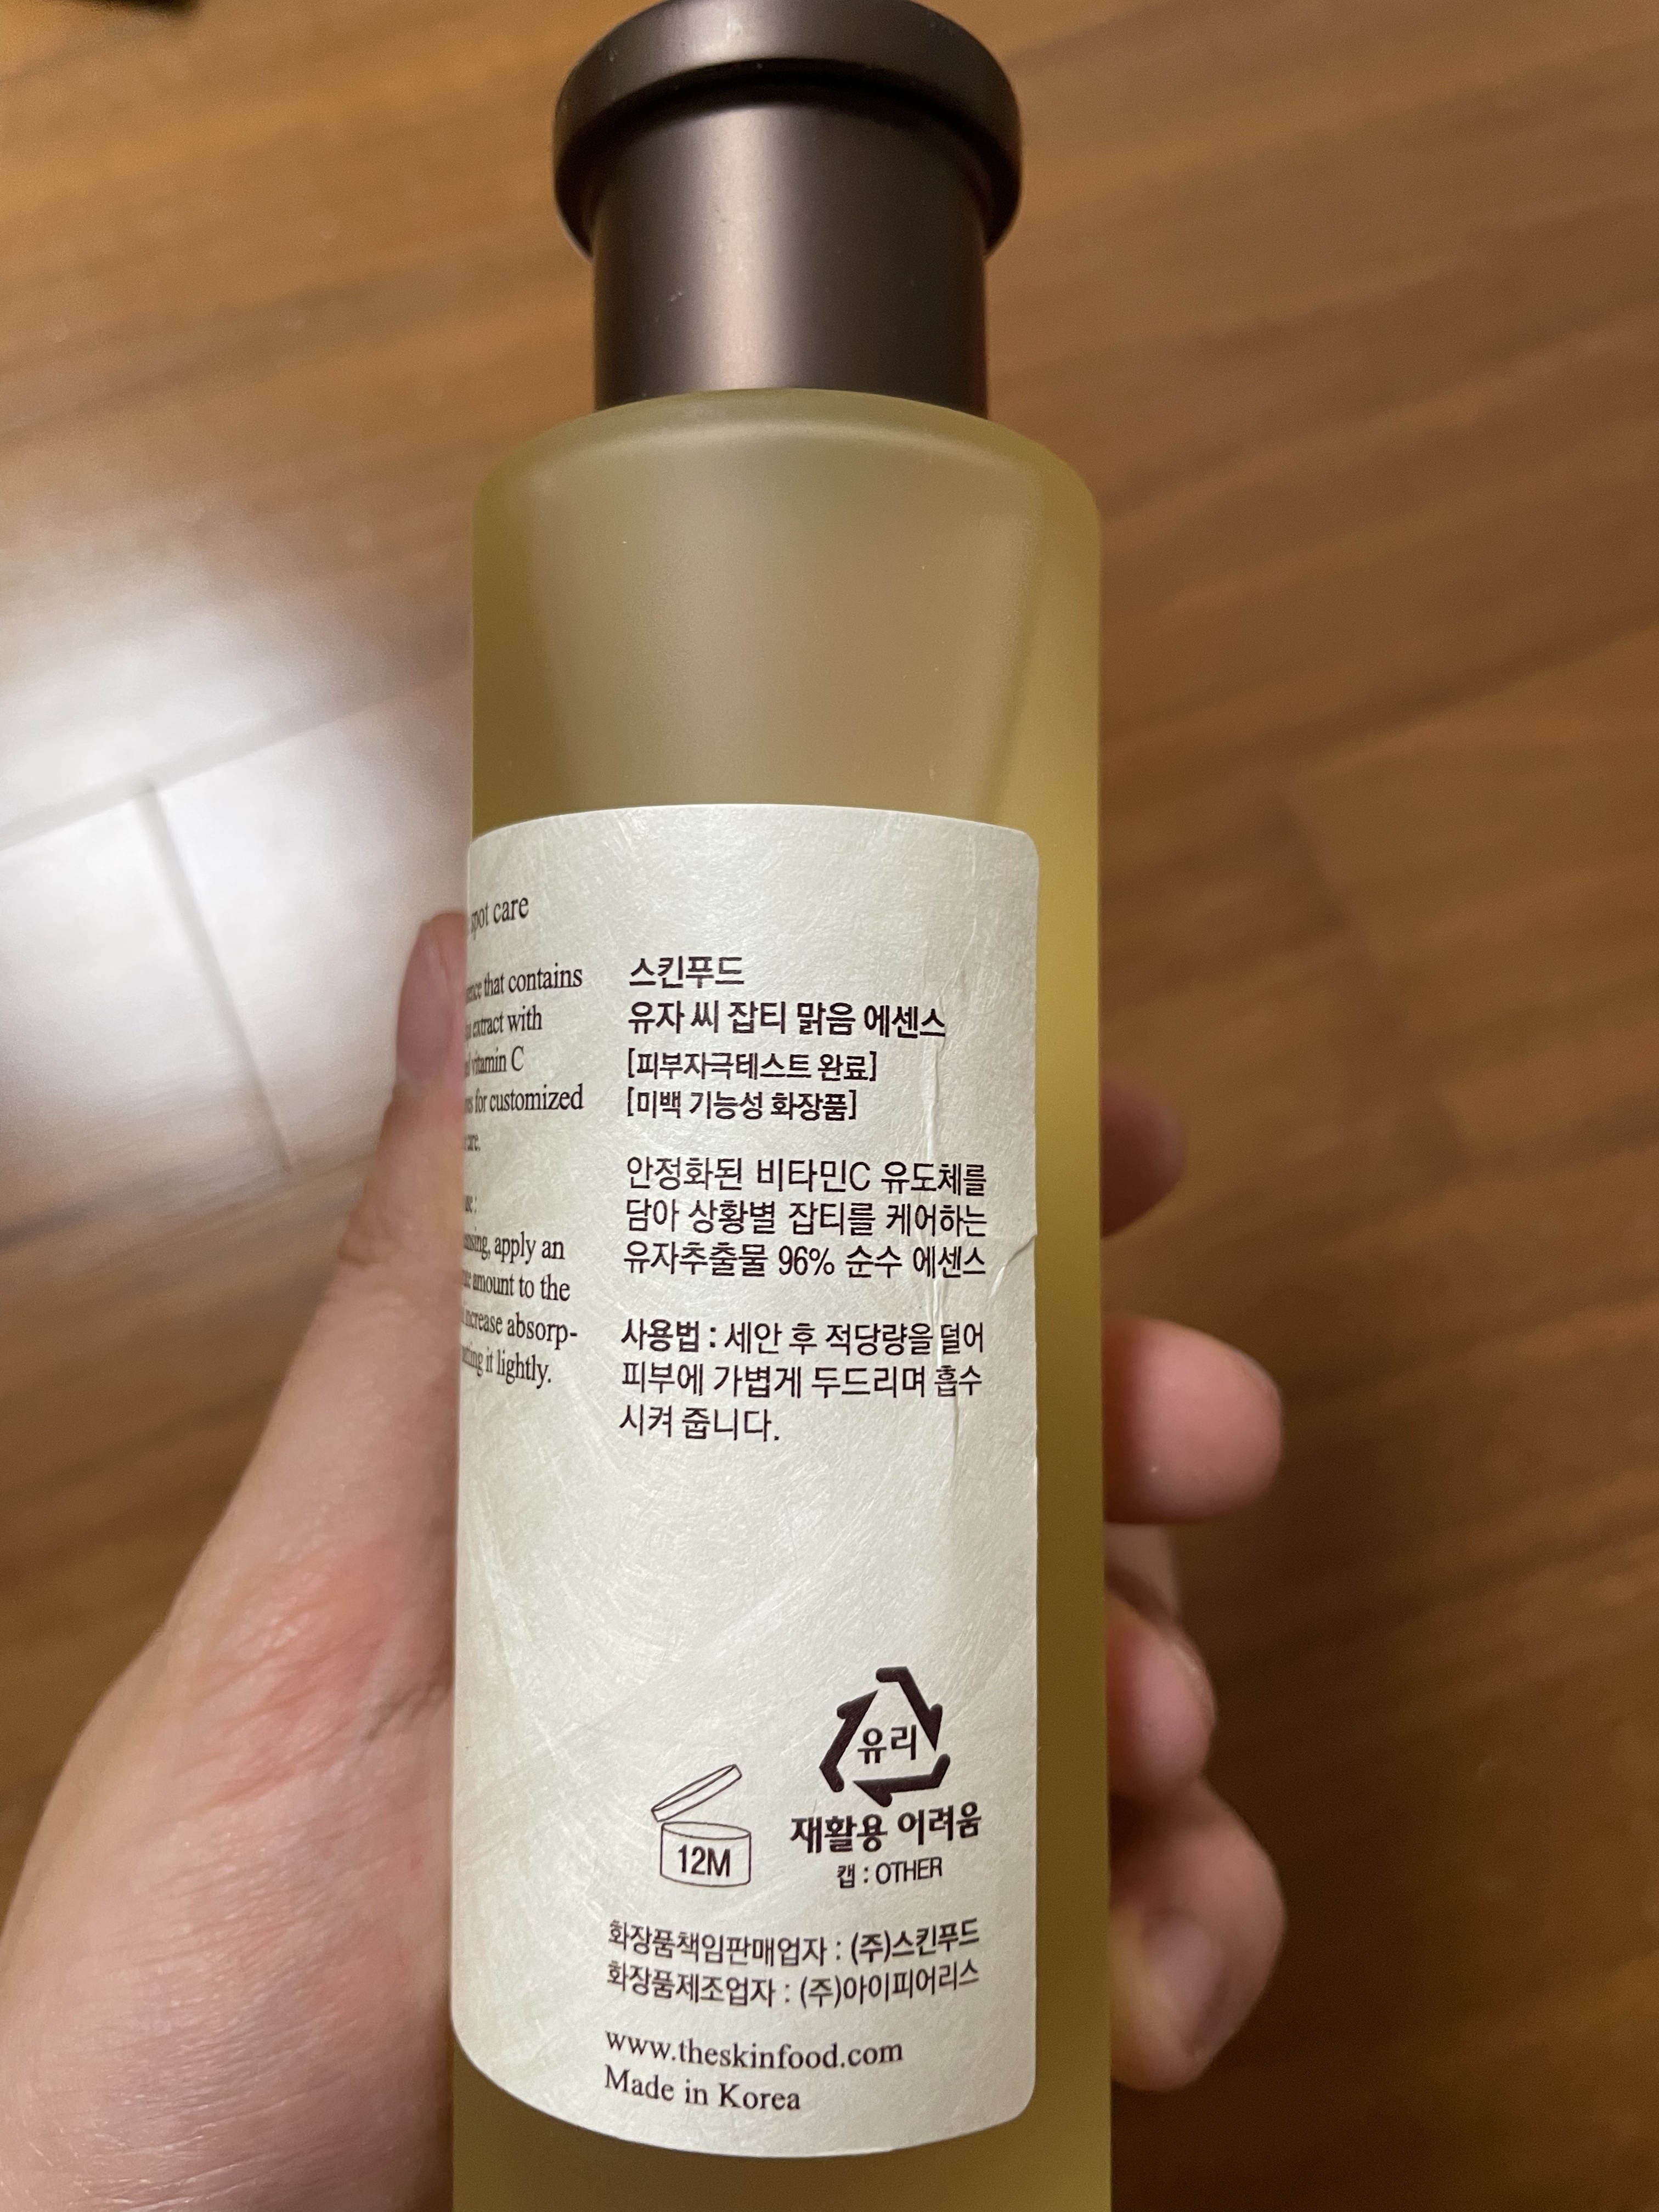 spot care
that contains
extract with
vitamin C
for customized
care.
apply an
amount to the
increase absorp-
it lightly.
스킨푸드
유자 씨 잡티 맑음 에센스
[피부자극테스트 완료]
[미백 기능성 화장품]
안정화된 비타민C 유도체를
담아 상황별 잡티를 케어하는
유자추출물 96% 순수 에센스
사용법 : 세안 후 적당량을 덜어
피부에 가볍게 두드리며 흡수
시켜 줍니다.
유리
재활용 어려움
캡 : OTHER
12M
화장품책임판매업자 : (주)스킨푸드
화장품제조업자 : (주)아이피어리스
www.theskinfood.com
Made in Korea